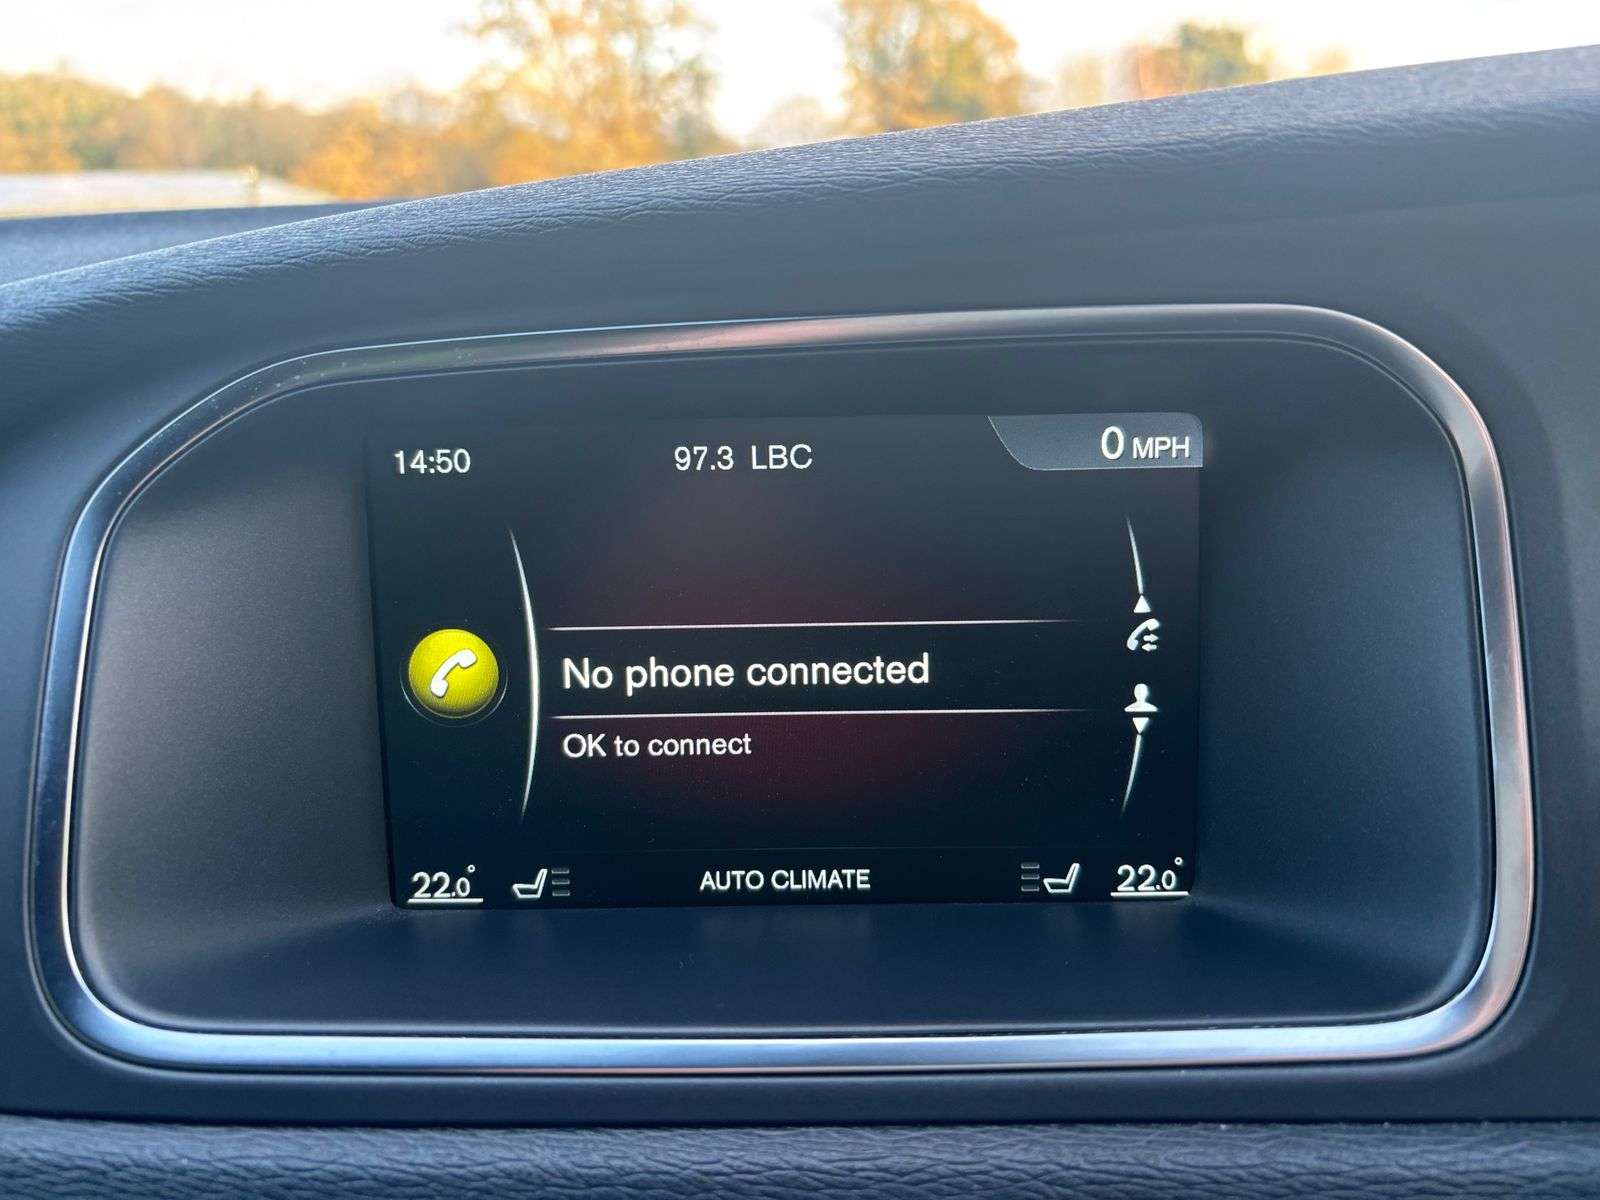 14:50
97.3 LBC
0 MPH
No phone connected
OK to connect
22.0°
AUTO CLIMATE
22.0°